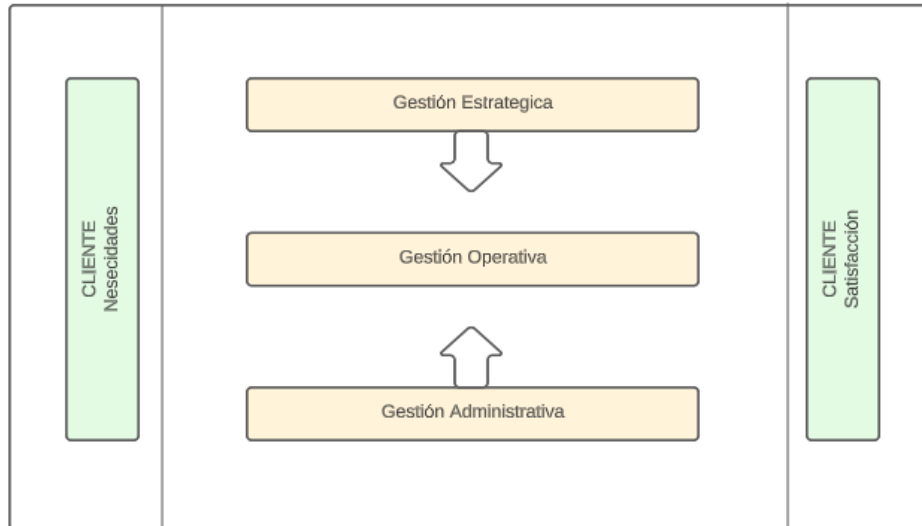 CLIENTE
Nesecidades
Gestión Estrategica
Gestión Operativa
Gestión Administrativa
CLIENTE
Satisfacción